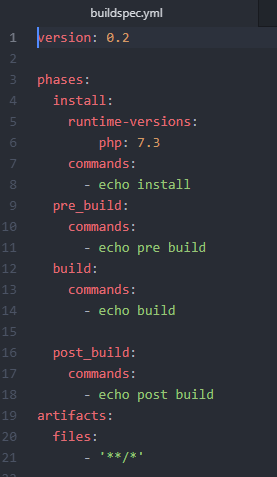 buildspec.yml
1 version: 0.2
2
3 phases:
4   install:
5     runtime-versions:
6         php: 7.3
7     commands:
8       - echo install
9   pre_build:
10     commands:
11       - echo pre build
12   build:
13     commands:
14       - echo build
15
16   post_build:
17     commands:
18       - echo post build
19 artifacts:
20   files:
21       - '**/*'